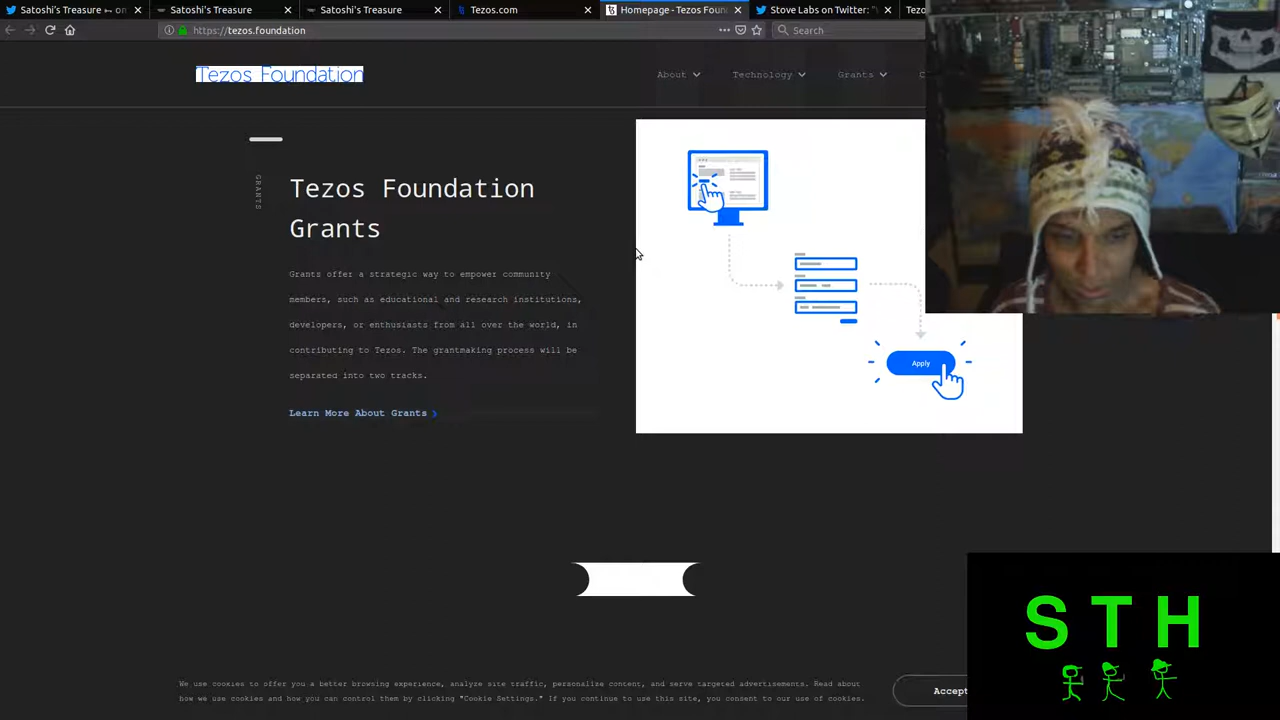 Satoshi's Treasure 🗝 on
Satoshi's Treasure
Satoshi's Treasure
Tezos.com
Homepage - Tezos Foun
Stove Labs on Twitter: "
Tezo
https://tezos.foundation
Search
Tezos Foundation
About
Technology
Grants
C
GRANTS
Tezos Foundation
Grants
Grants offer a strategic way to empower community
members, such as educational and research institutions,
developers, or enthusiasts from all over the world, in
contributing to Tezos. The grantmaking process will be
separated into two tracks.
Learn More About Grants
Apply
STH
We use cookies to offer you a better browsing experience, analyze site traffic, personalize content, and serve targeted advertisements. Read about
how we use cookies and how you can control them by clicking "Cookie Settings." If you continue to use this site, you consent to our use of cookies.
Accept